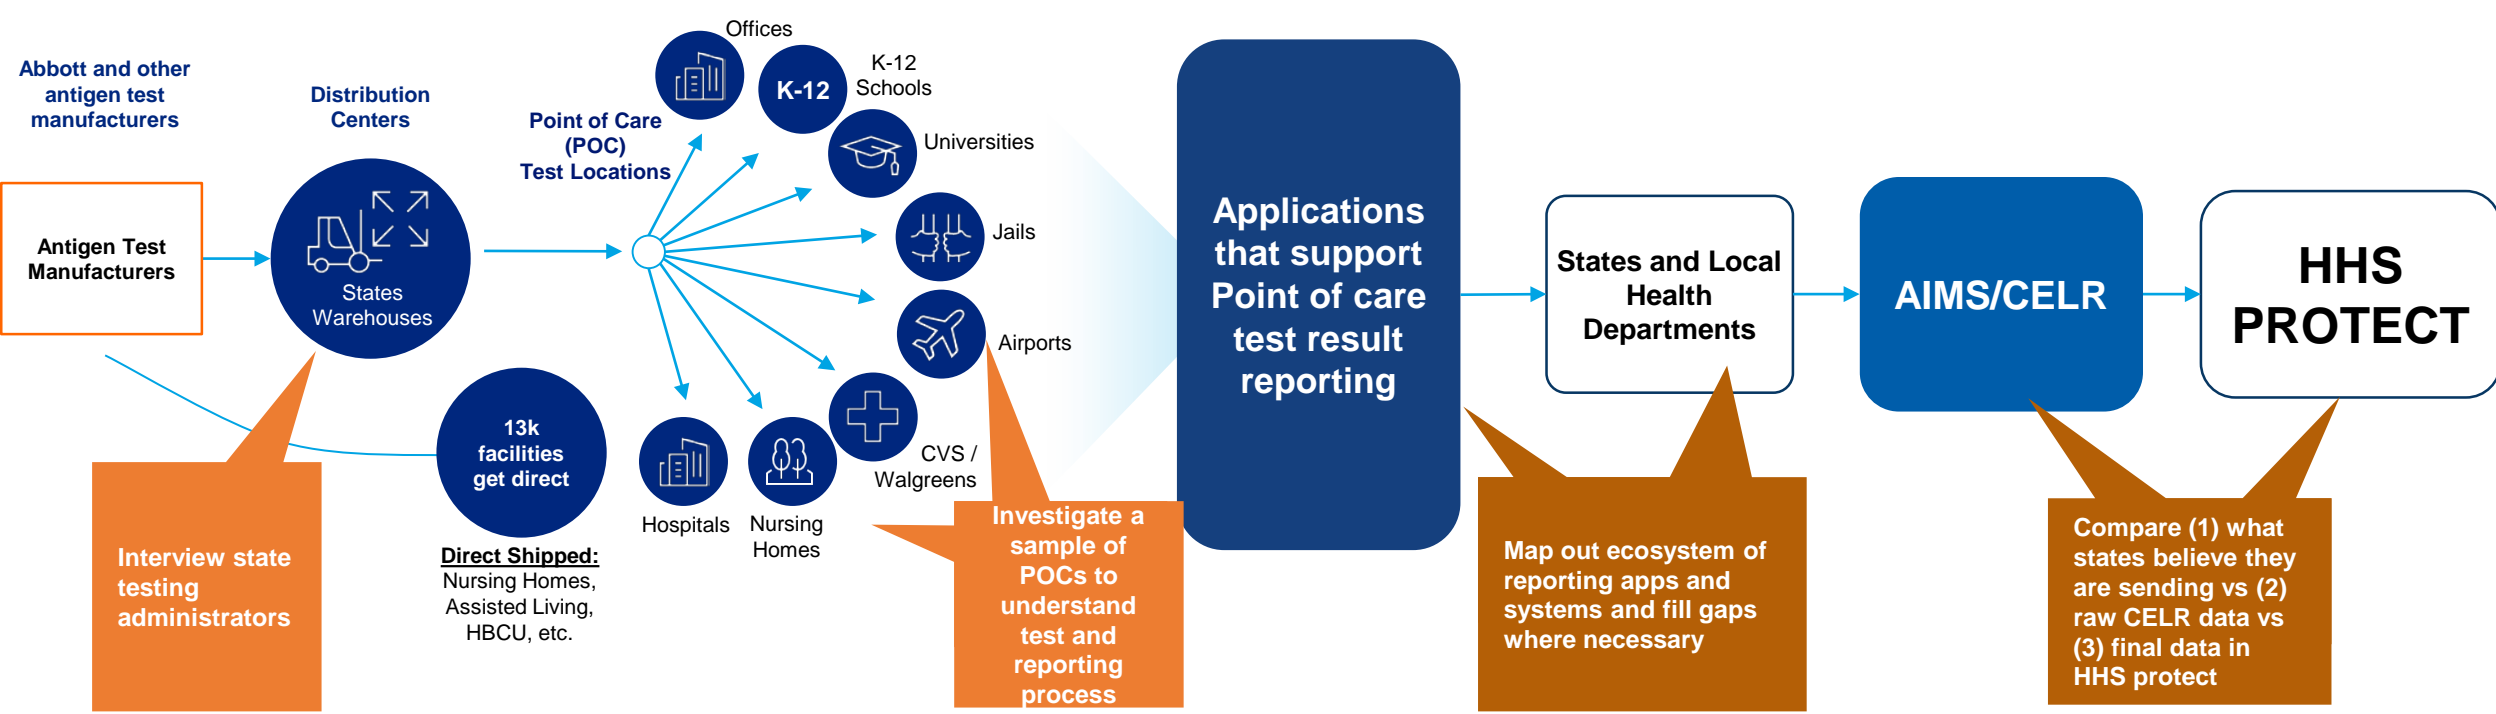 Abbott and other
antigen test
manufacturers
Antigen Test
Manufacturers
Distribution
Centers
States
Warehouses
Interview state
testing
administrators
13k
facilities
get direct
Direct Shipped:
Nursing Homes,
Assisted Living,
HBCU, etc.
Point of Care
(POC)
Test Locations
Offices
K-12
K-12
Schools
Universities
Jails
Airports
CVS /
Walgreens
Nursing
Homes
Hospitals
Investigate a
sample of
POCs to
understand
test and
reporting
process
Applications
that support
Point of care
test result
reporting
States and Local
Health
Departments
Map out ecosystem of
reporting apps and
systems and fill gaps
where necessary
AIMS/CELR
HHS
PROTECT
Compare (1) what
states believe they
are sending vs (2)
raw CELR data vs
(3) final data in
HHS protect